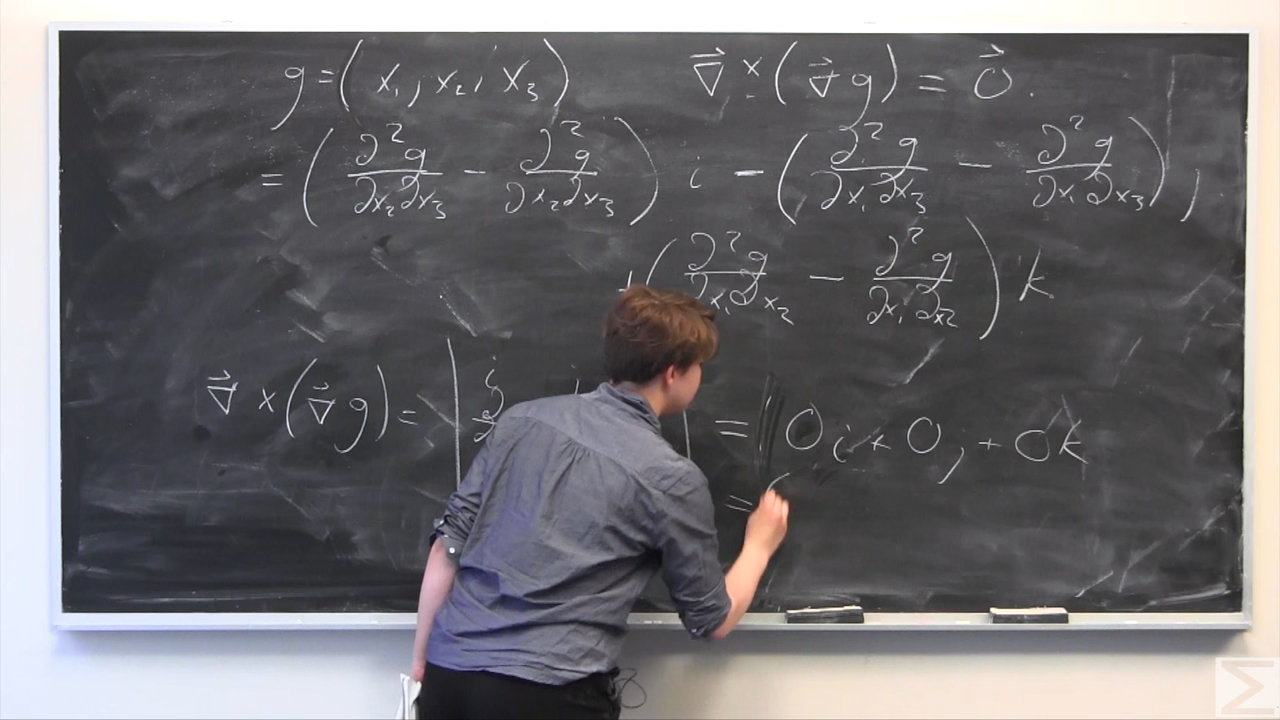 g = ( x₁, x₂, x₃ )    ∇⃗ × ( ∇⃗ g ) = 0⃗ .
= ( ∂²g/∂x₂∂x₃ − ∂²g/∂x₂∂x₃ ) i − ( ∂²g/∂x₁∂x₃ − ∂²g/∂x₁∂x₃ ) j
+ ( ∂²g/∂x₁∂x₂ − ∂²g/∂x₁∂x₂ ) k
∇⃗ × ( ∇⃗ g ) = | i = 0i + 0j + 0k
=
Σ